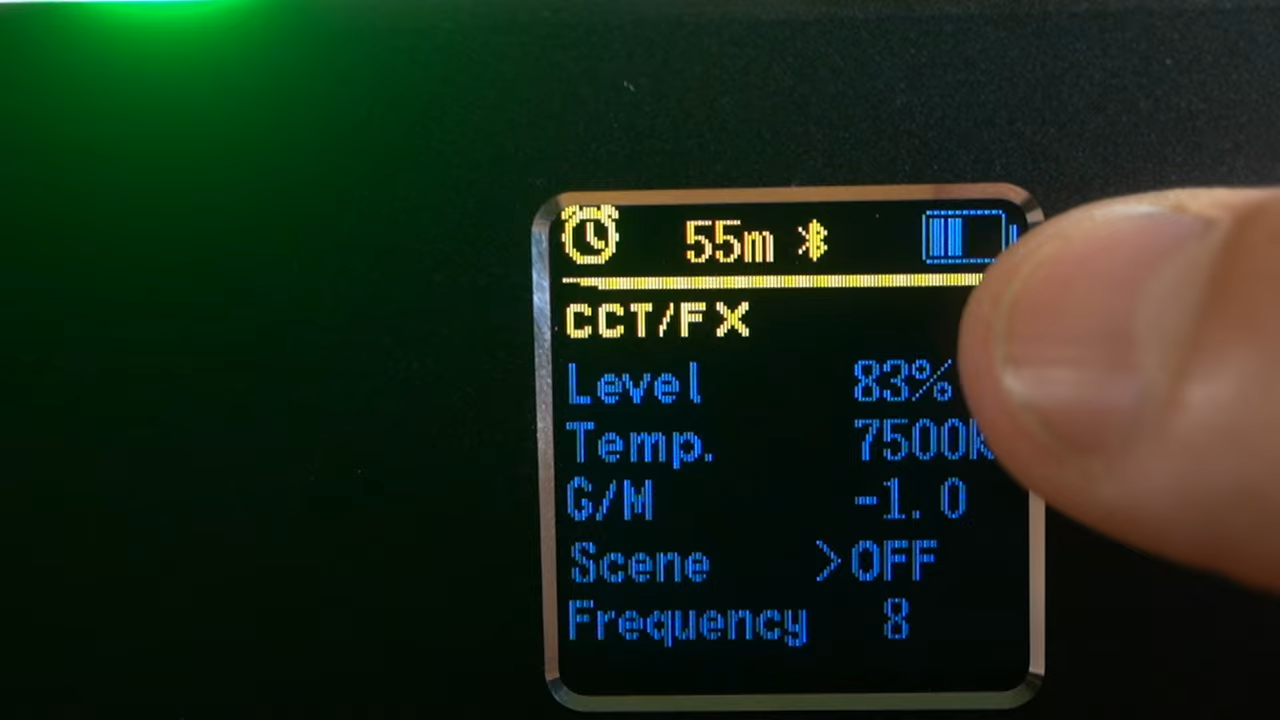 55m
CCT/FX
Level 83%
Temp. 7500K
G/M -1.0
Scene >OFF
Frequency 8